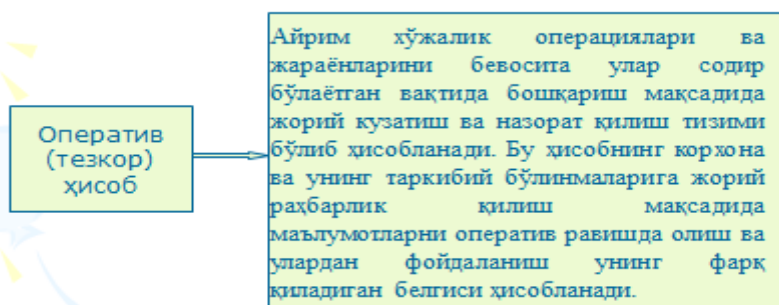 Оператив
(тезкор)
ҳисоб
Айрим хўжалик операциялари ва
жараёнларини бевосита улар содир
бўлаётган вақтида бошқариш мақсадида
жорий кузатиш ва назорат қилиш тизими
бўлиб ҳисобланади. Бу ҳисобнинг корхона
ва унинг таркибий бўлинмаларига жорий
раҳбарлик қилиш мақсадида
маълумотларни оператив равишда олиш ва
улардан фойдаланиш унинг фарқ
қиладиган белгиси ҳисобланади.